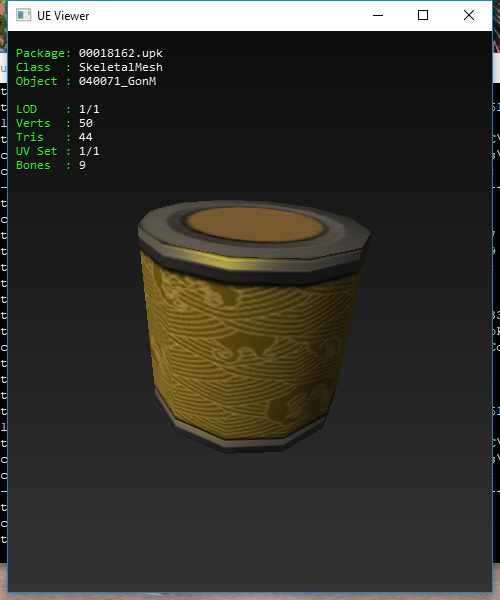 UE Viewer
Package: 00018162.upk
Class : SkeletalMesh
Object : 040071_GonM
LOD : 1/1
Verts : 50
Tris : 44
UV Set : 1/1
Bones : 9